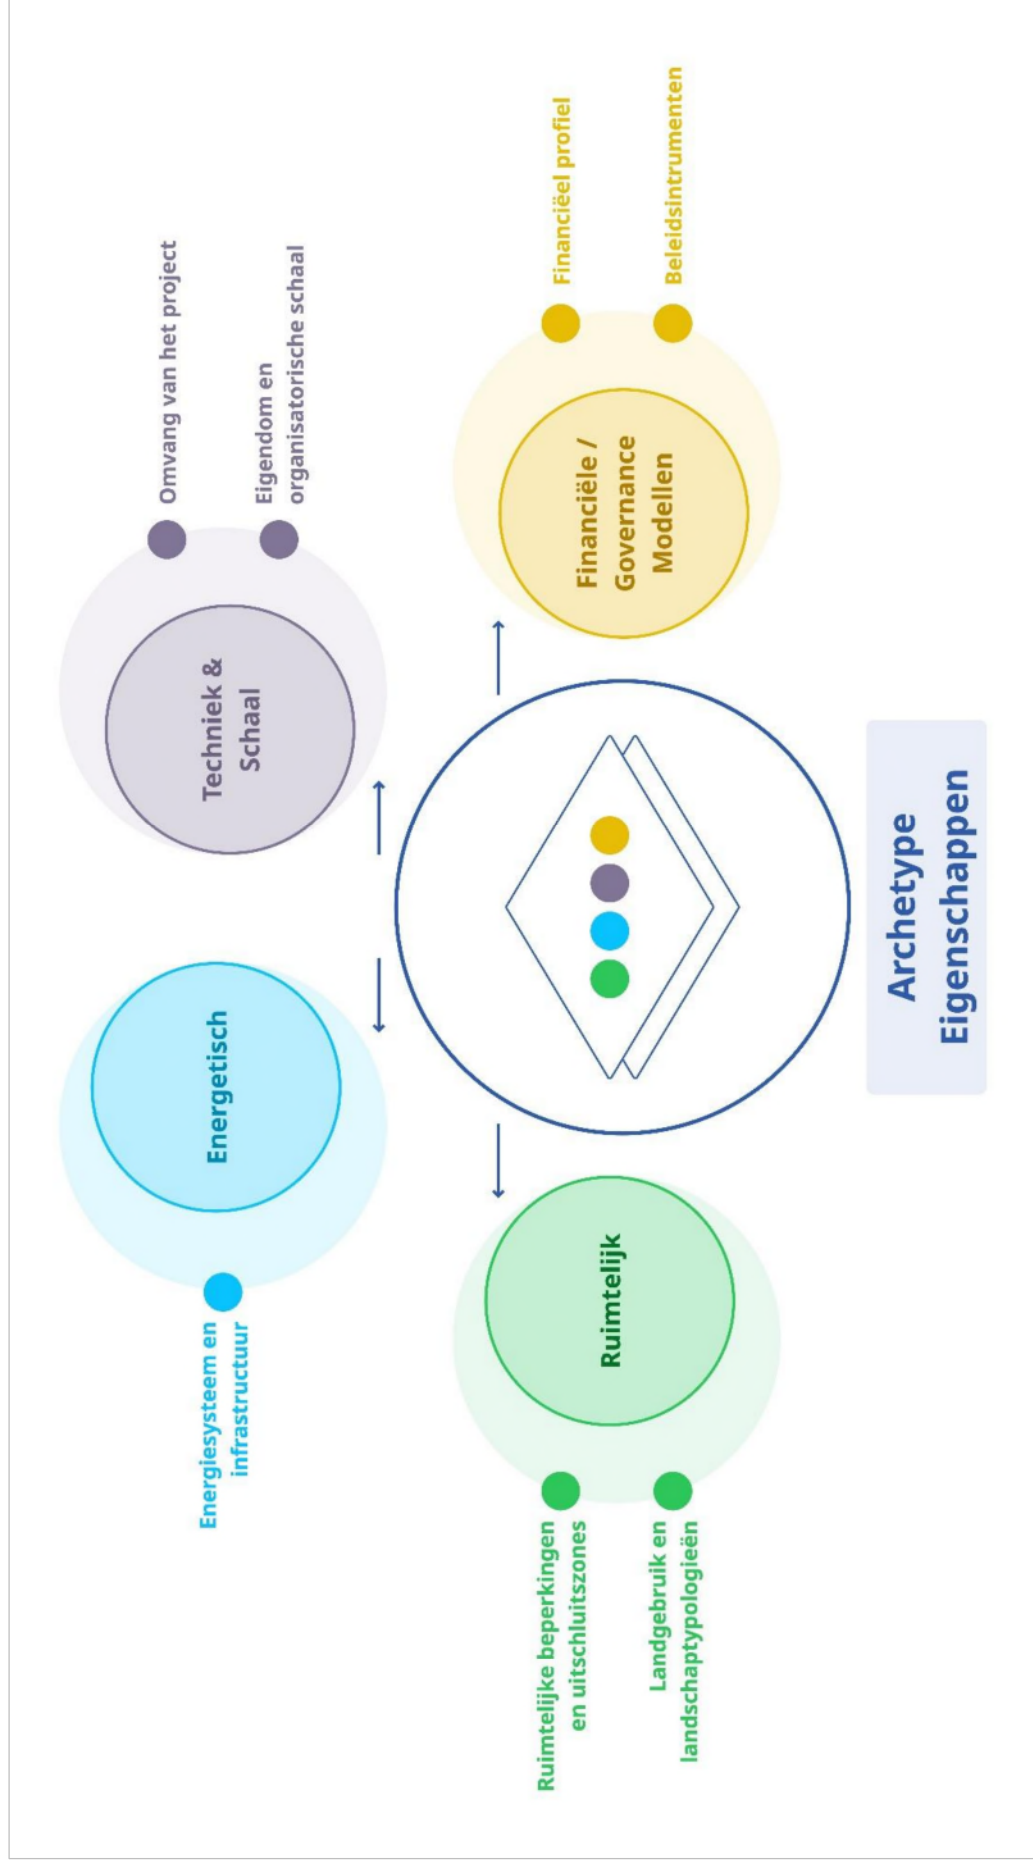 Energiesysteem en
infrastructuur
Energetisch
Techniek &
Schaal
Omvang van het project
Eigendom en
organisatorische schaal
Ruimtelijke beperkingen
en uitschluitszones
Landgebruik en
landschaptypologieën
Ruimtelijk
Financiële /
Governance
Modellen
Financiëel profiel
Beleidsintrumenten
Archetype
Eigenschappen